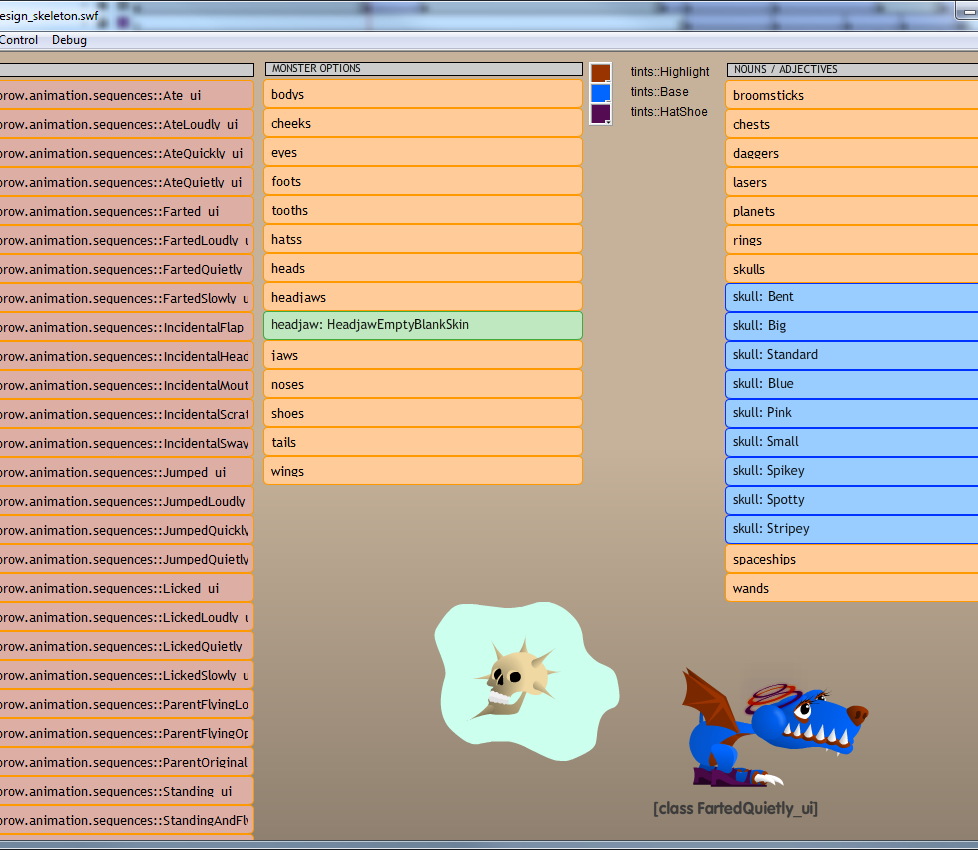 esign_skeleton.swf
Control Debug
MONSTER OPTIONS
NOUNS / ADJECTIVES
tints::Highlight
tints::Base
tints::HatShoe
prow.animation.sequences::Ate_ui
prow.animation.sequences::AteLoudly_ui
prow.animation.sequences::AteQuickly_ui
prow.animation.sequences::AteQuietly_ui
prow.animation.sequences::Farted_ui
prow.animation.sequences::FartedLoudly_u
prow.animation.sequences::FartedQuietly
prow.animation.sequences::FartedSlowly_u
prow.animation.sequences::IncidentalFlap
prow.animation.sequences::IncidentalHead
prow.animation.sequences::IncidentalMout
prow.animation.sequences::IncidentalScrat
prow.animation.sequences::IncidentalSway
prow.animation.sequences::Jumped_ui
prow.animation.sequences::JumpedLoudly
prow.animation.sequences::JumpedQuickly
prow.animation.sequences::JumpedQuietly
prow.animation.sequences::Licked_ui
prow.animation.sequences::LickedLoudly_u
prow.animation.sequences::LickedQuietly
prow.animation.sequences::LickedSlowly_u
prow.animation.sequences::ParentFlyingLo
prow.animation.sequences::ParentFlyingOp
prow.animation.sequences::ParentOriginal
prow.animation.sequences::Standing_ui
prow.animation.sequences::StandingAndFl
bodys
cheeks
eyes
foots
tooths
hatss
heads
headjaws
headjaw: HeadjawEmptyBlankSkin
jaws
noses
shoes
tails
wings
broomsticks
chests
daggers
lasers
planets
rings
skulls
skull: Bent
skull: Big
skull: Standard
skull: Blue
skull: Pink
skull: Small
skull: Spikey
skull: Spotty
skull: Stripey
spaceships
wands
[class FartedQuietly_ui]